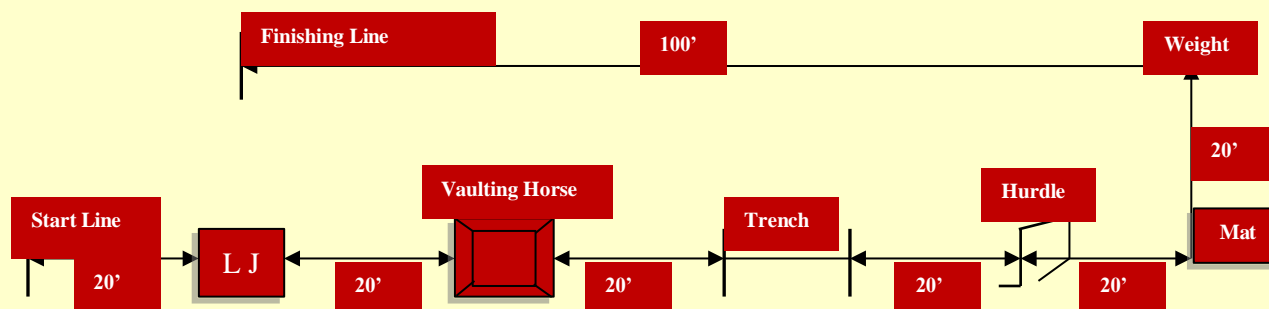 Finishing Line
100’
Weight
20’
Vaulting Horse
Hurdle
Start Line
Trench
Mat
L J
20’
20’
20’
20’
20’